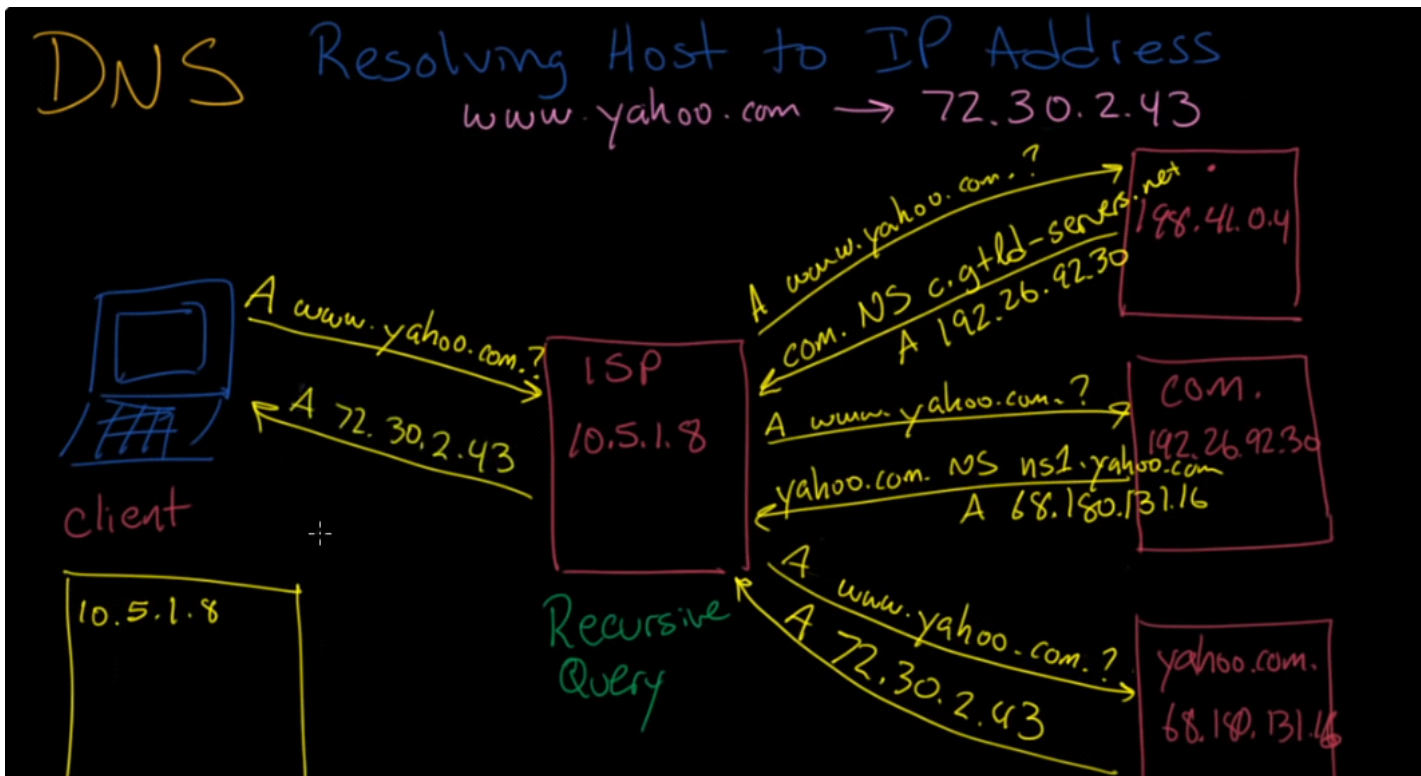 DNS Resolving Host to IP Address
www.yahoo.com → 72.30.2.43
A www.yahoo.com.?
com. NS c.gtld-servers.net
A 192.26.92.30
.
198.41.0.4
A www.yahoo.com.?
A 72.30.2.43
client
10.5.1.8
ISP
10.5.1.8
Recursive
Query
A www.yahoo.com.?
yahoo.com. NS ns1.yahoo.com
A 68.180.131.16
com.
192.26.92.30
A www.yahoo.com.?
A 72.30.2.43
yahoo.com.
68.180.131.16